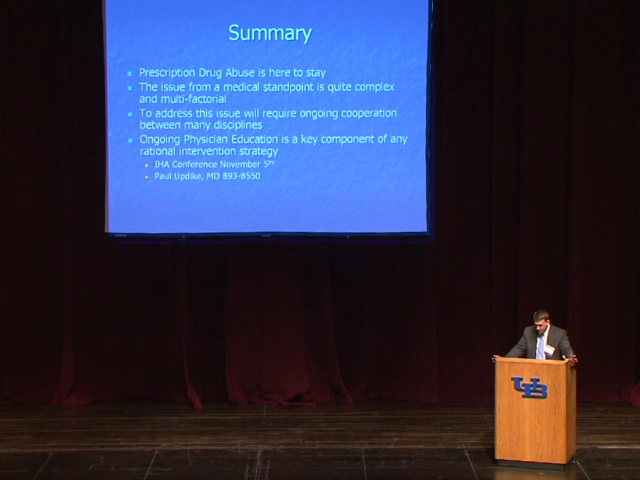 Summary
Prescription Drug Abuse is here to stay
The issue from a medical standpoint is quite complex
and multi-factorial
To address this issue will require ongoing cooperation
between many disciplines
Ongoing Physician Education is a key component of any
rational intervention strategy
IHA Conference November 5th
Paul Updike, MD 893-8550
UB